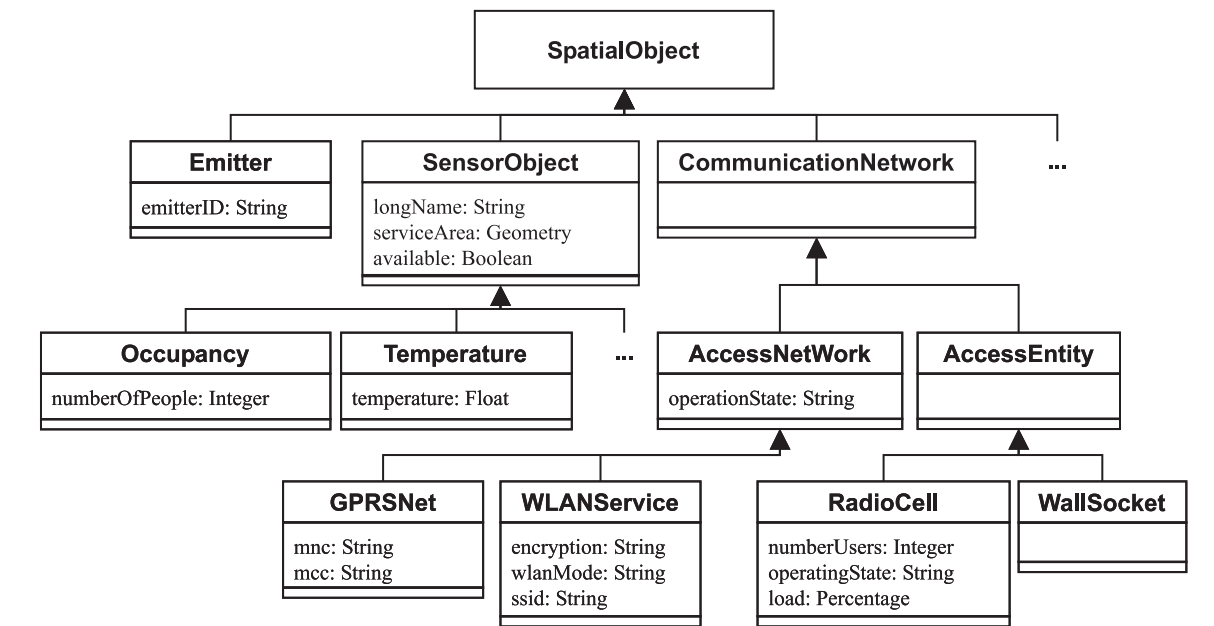 SpatialObject
Emitter
emitterID: String
SensorObject
longName: String
serviceArea: Geometry
available: Boolean
CommunicationNetwork
...
Occupancy
numberOfPeople: Integer
Temperature
temperature: Float
...
AccessNetWork
operationState: String
AccessEntity
GPRSNet
mnc: String
mcc: String
WLANService
encryption: String
wlanMode: String
ssid: String
RadioCell
numberUsers: Integer
operatingState: String
load: Percentage
WallSocket